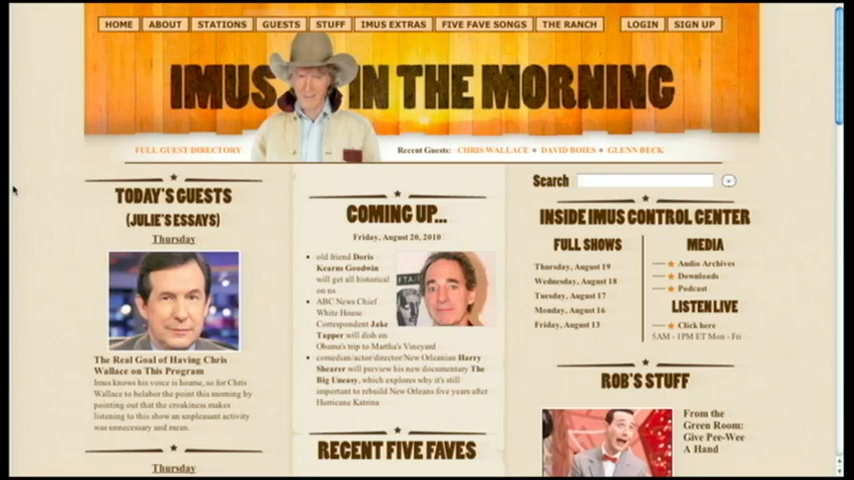 HOME ABOUT STATIONS GUESTS STUFF IMUS EXTRAS FIVE FAVE SONGS THE RANCH LOGIN SIGN UP
IMUS IN THE MORNING
FULL GUEST DIRECTORY
Recent Guests: CHRIS WALLACE DAVID BOIES GLENN BECK
TODAY'S GUESTS
(JULIE'S ESSAYS)
Thursday
The Real Goal of Having Chris
Wallace on This Program
Imus knows his voice is hoarse, so for Chris
Wallace to belabor the point this morning by
pointing out that the croakiness makes
listening to this show an unpleasant activity
was unnecessary and mean.
Thursday
COMING UP...
Friday, August 20, 2010
old friend Doris
Kearns Goodwin
will get all historical
on us
ABC News Chief
White House
Correspondent Jake
Tapper will dish on
Obama's trip to Martha's Vineyard
comedian/actor/director/New Orleanian Harry
Shearer will preview his new documentary The
Big Uneasy, which explores why it's still
important to rebuild New Orleans five years after
Hurricane Katrina
RECENT FIVE FAVES
Search
INSIDE IMUS CONTROL CENTER
FULL SHOWS
Thursday, August 19
Wednesday, August 18
Tuesday, August 17
Monday, August 16
Friday, August 13
MEDIA
Audio Archives
Downloads
Podcast
LISTEN LIVE
Click here
5AM - 1PM ET Mon - Fri
ROB'S STUFF
From the
Green Room:
Give Pee-Wee
A Hand